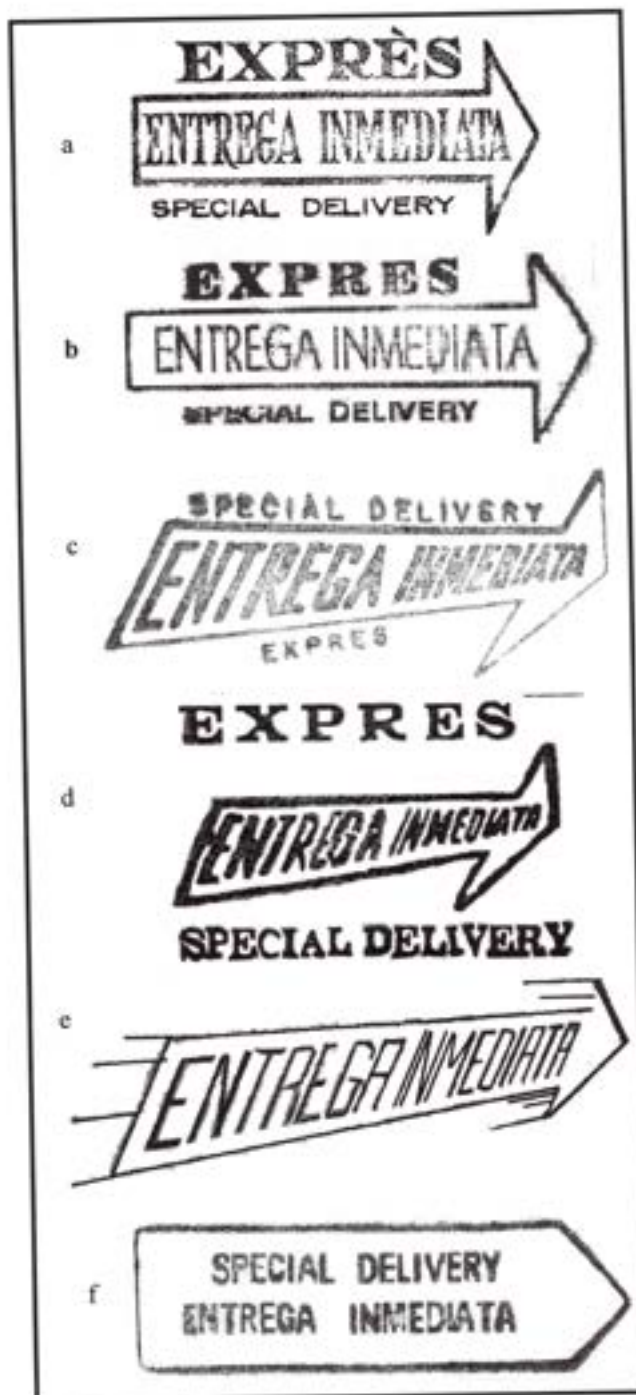 EXPRÈS
a
ENTREGA INMEDIATA
SPECIAL DELIVERY
EXPRES
b
ENTREGA INMEDIATA
SPECIAL DELIVERY
SPECIAL DELIVERY
c
ENTREGA INMEDIATA
EXPRES
EXPRES
d
ENTREGA INMEDIATA
SPECIAL DELIVERY
e
ENTREGA INMEDIATA
SPECIAL DELIVERY
f
ENTREGA INMEDIATA